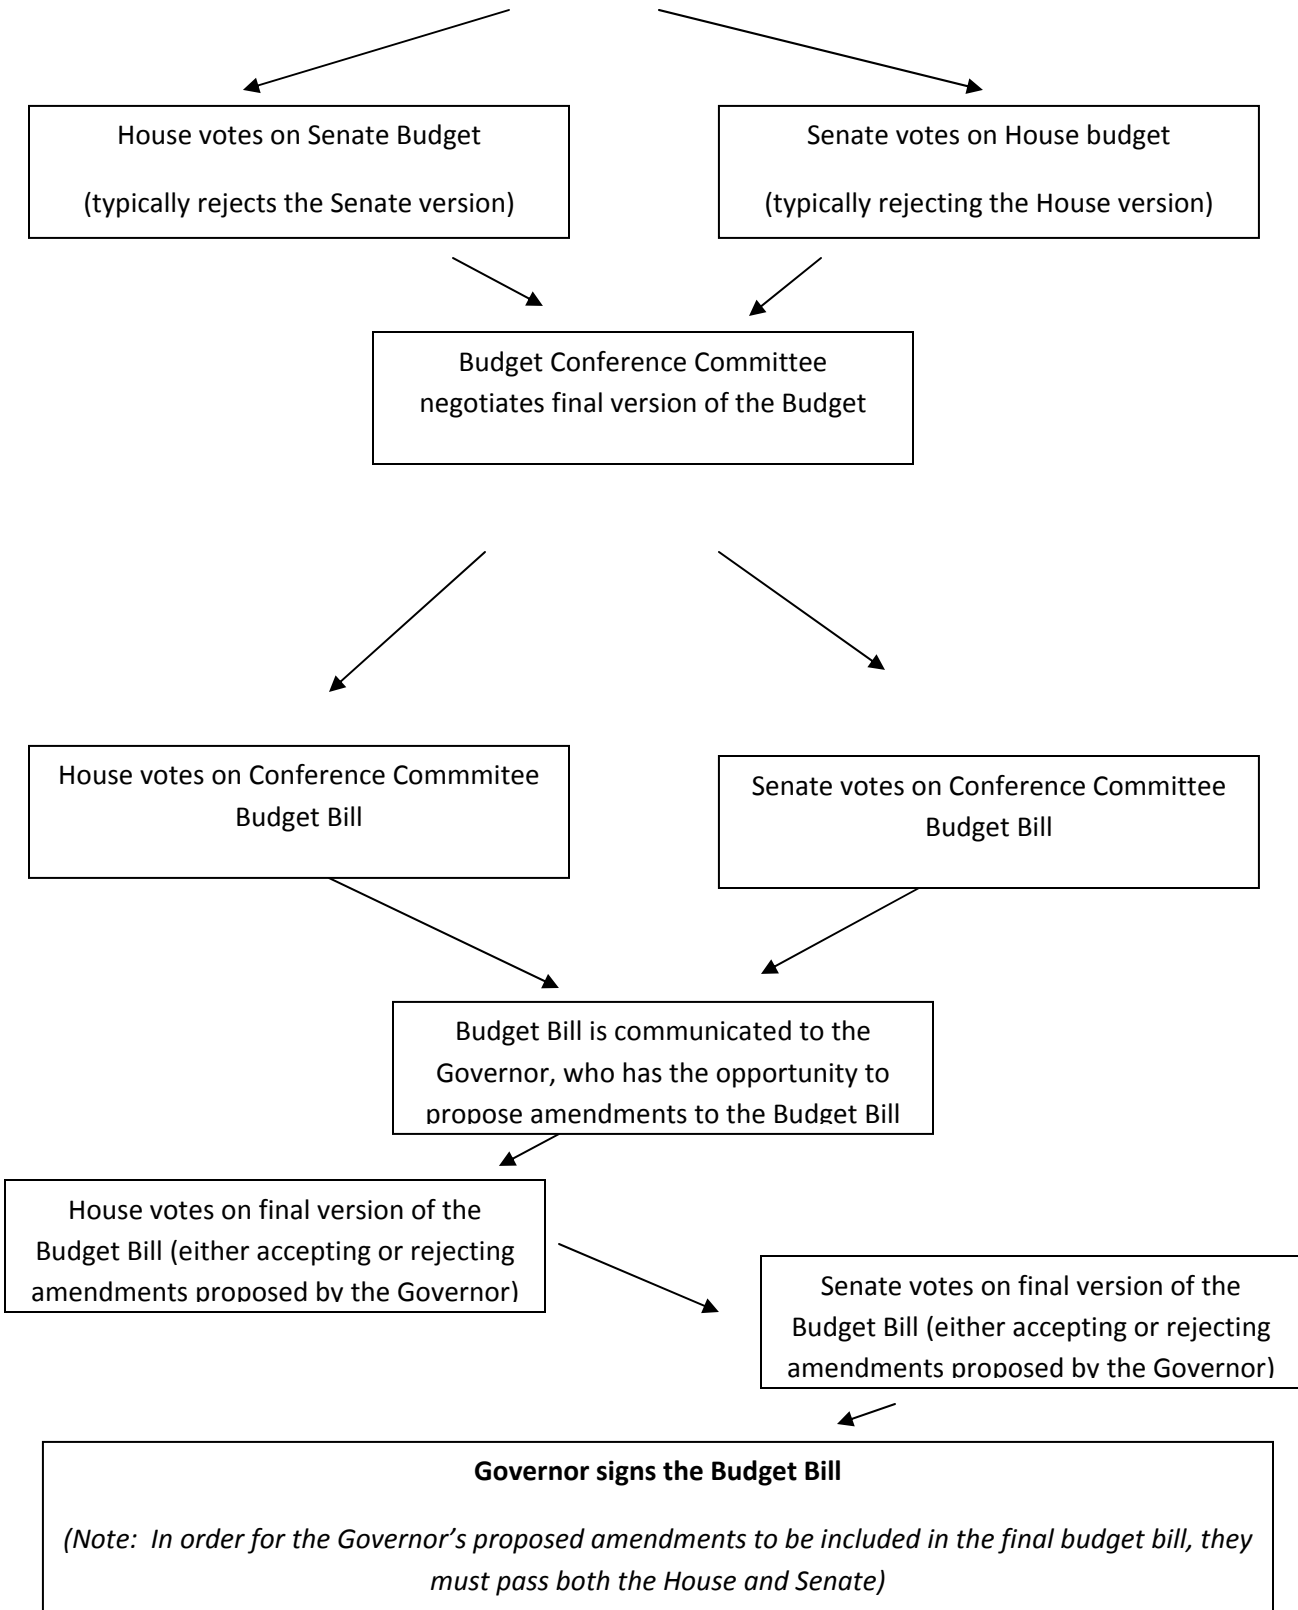 House votes on Senate Budget
(typically rejects the Senate version)
Senate votes on House budget
(typically rejecting the House version)
Budget Conference Committee
negotiates final version of the Budget
House votes on Conference Commmitee
Budget Bill
Senate votes on Conference Committee
Budget Bill
Budget Bill is communicated to the
Governor, who has the opportunity to
propose amendments to the Budget Bill
House votes on final version of the
Budget Bill (either accepting or rejecting
amendments proposed by the Governor)
Senate votes on final version of the
Budget Bill (either accepting or rejecting
amendments proposed by the Governor)
Governor signs the Budget Bill
(Note:  In order for the Governor’s proposed amendments to be included in the final budget bill, they
must pass both the House and Senate)